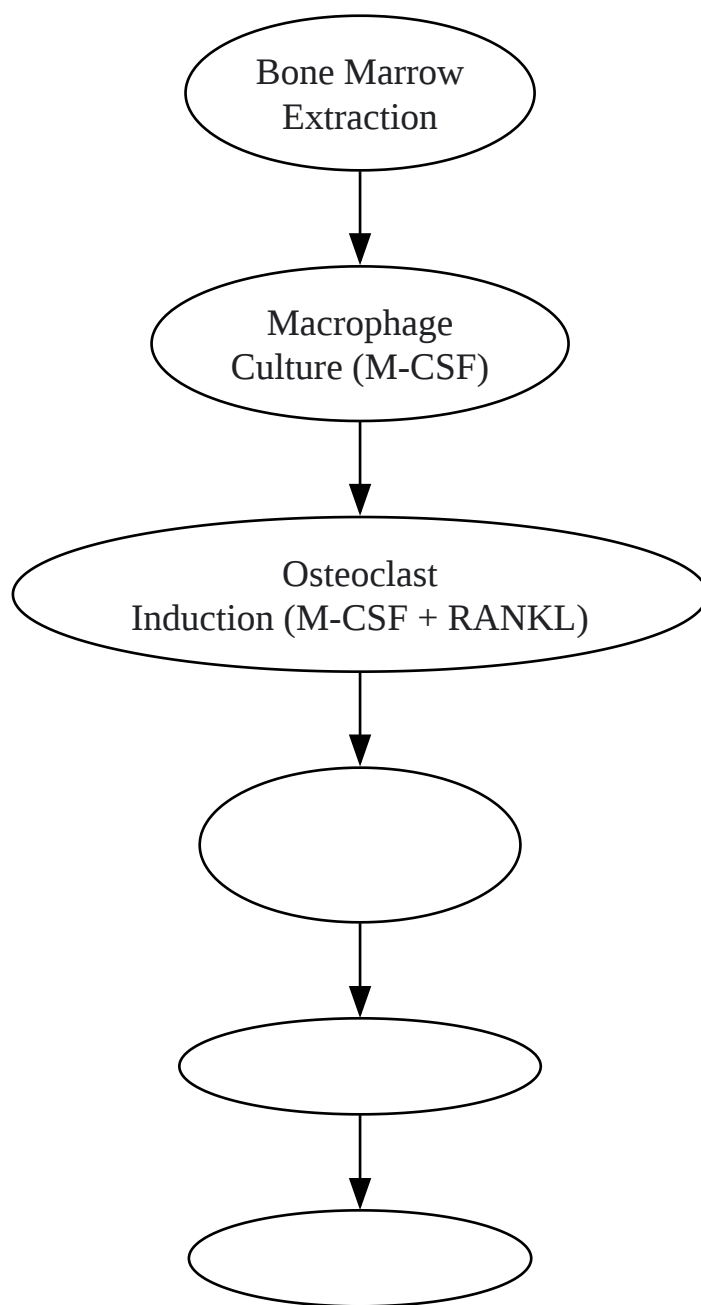 Bone Marrow
Extraction
Macrophage
Culture (M-CSF)
Osteoclast
Induction (M-CSF + RANKL)